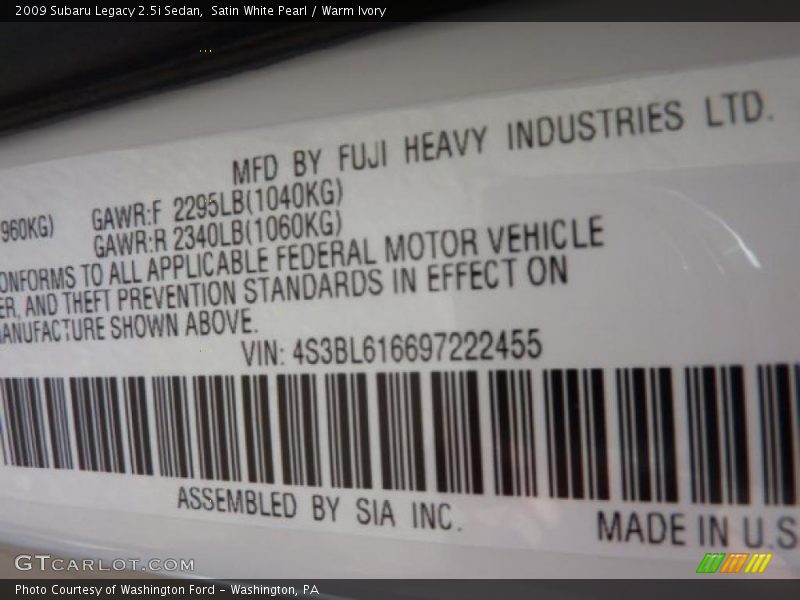 2009 Subaru Legacy 2.5i Sedan, Satin White Pearl / Warm Ivory
MFD BY FUJI HEAVY INDUSTRIES LTD.
960KG) GAWR:F 2295LB(1040KG)
GAWR:R 2340LB(1060KG)
ONFORMS TO ALL APPLICABLE FEDERAL MOTOR VEHICLE
ER, AND THEFT PREVENTION STANDARDS IN EFFECT ON
ANUFACTURE SHOWN ABOVE.
VIN: 4S3BL616697222455
ASSEMBLED BY SIA INC.
MADE IN U.S
GTCARLOT.COM
Photo Courtesy of Washington Ford - Washington, PA